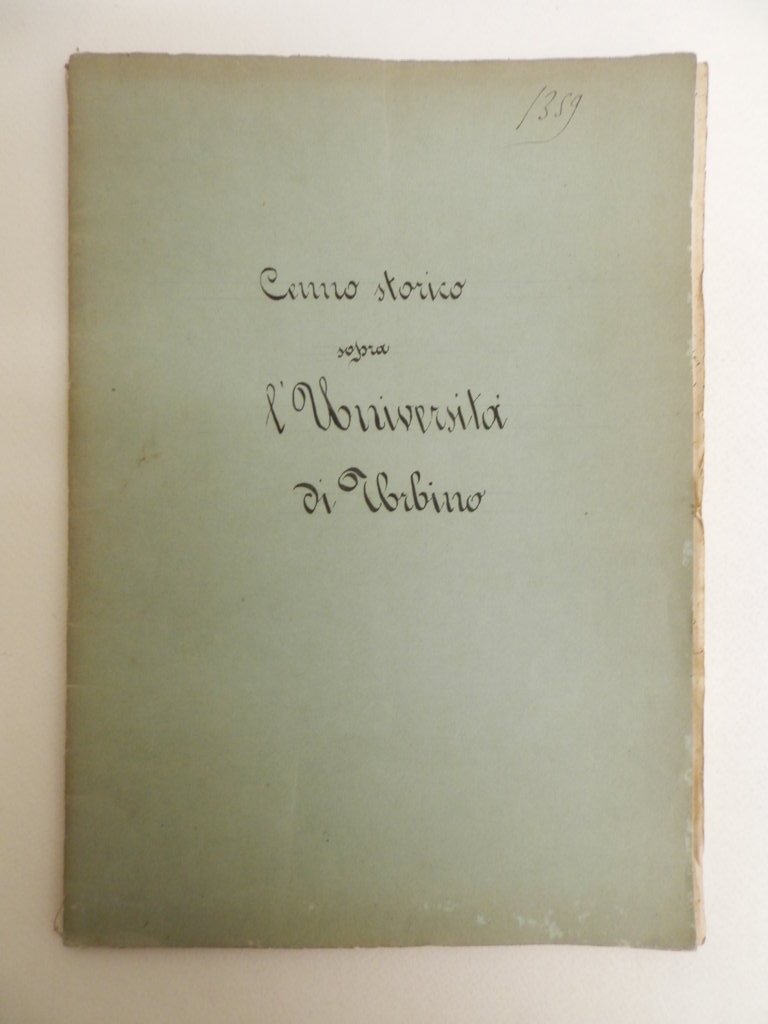 1359
Cenno storico
sopra
l'Università
di Urbino